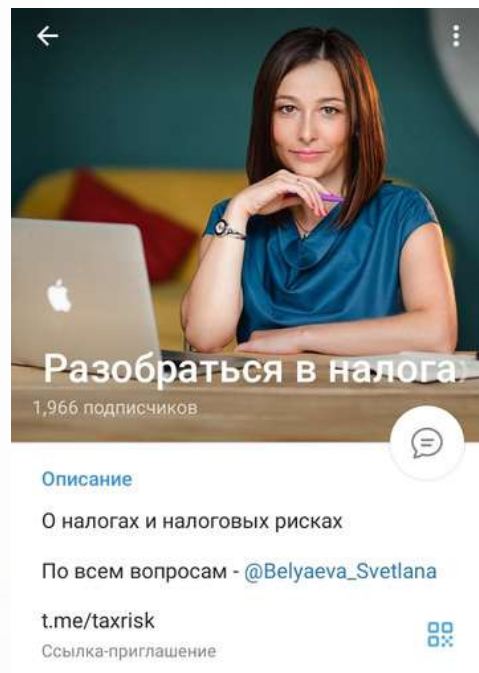 Разобраться в налога
1,966 подписчиков
Описание
О налогах и налоговых рисках
По всем вопросам - @Belyaeva_Svetlana
t.me/taxrisk
Ссылка-приглашение